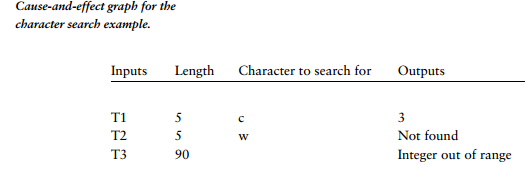 Cause-and-effect graph for the
character search example.
Inputs Length Character to search for Outputs
T1 5 c 3
T2 5 w Not found
T3 90 Integer out of range